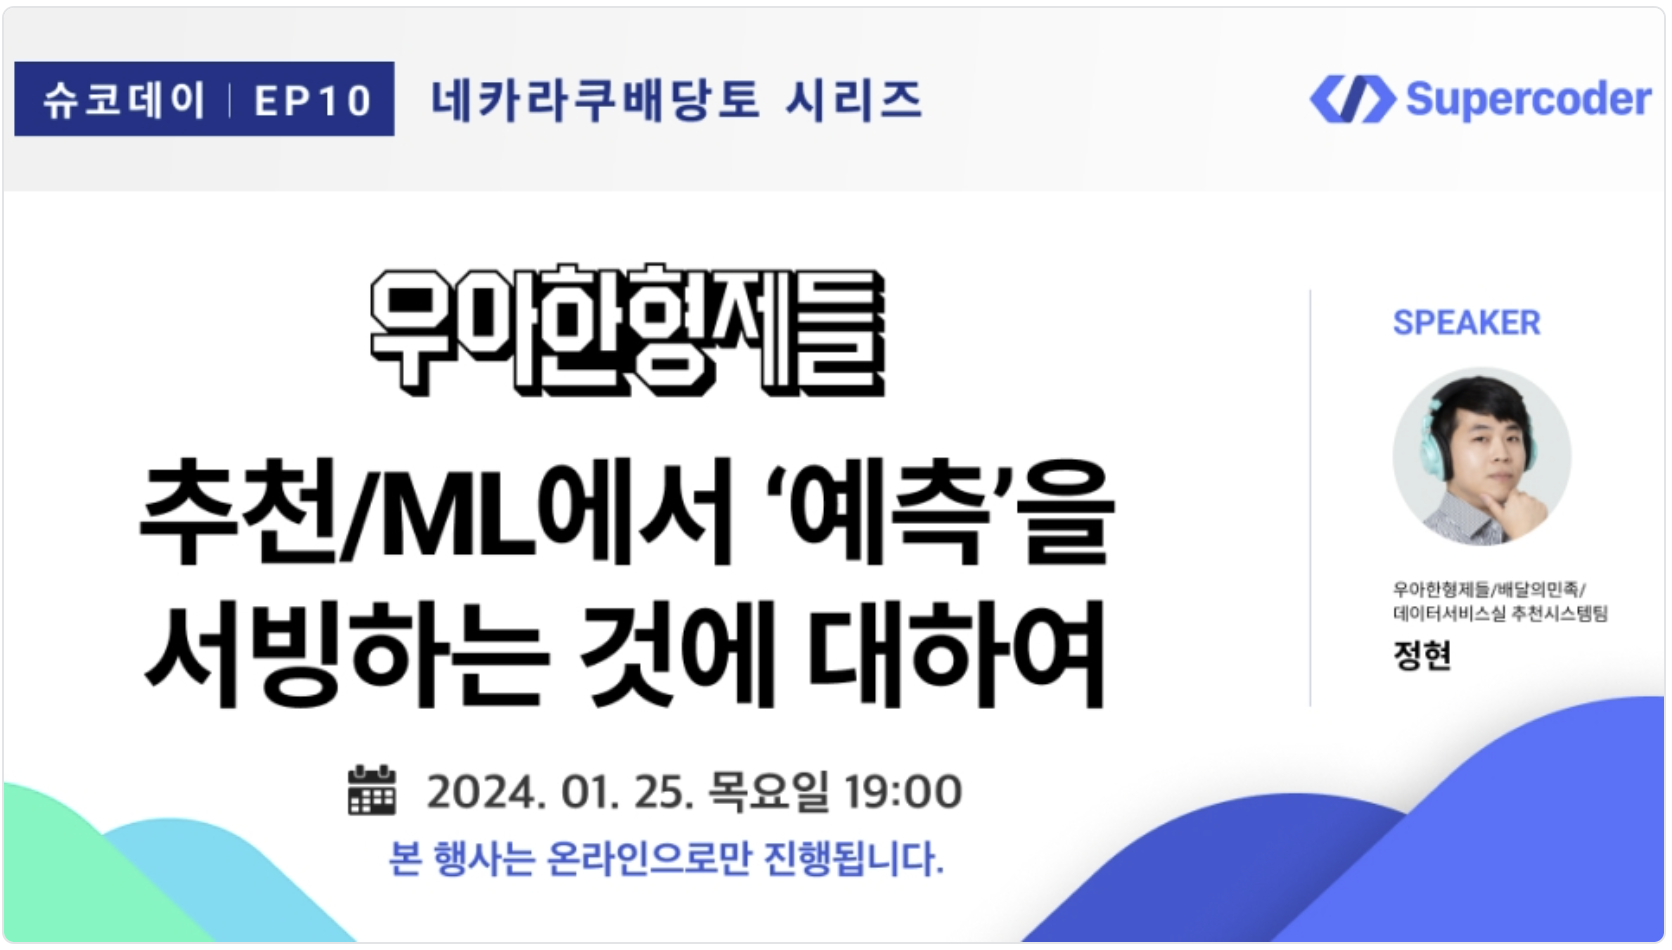 슈코데이 | EP10
네카라쿠배당토 시리즈
Supercoder
우아한형제들
추천/ML에서 ‘예측’을
서빙하는 것에 대하여
2024. 01. 25. 목요일 19:00
본 행사는 온라인으로만 진행됩니다.
SPEAKER
우아한형제들/배달의민족/
데이터서비스실 추천시스템팀
정현